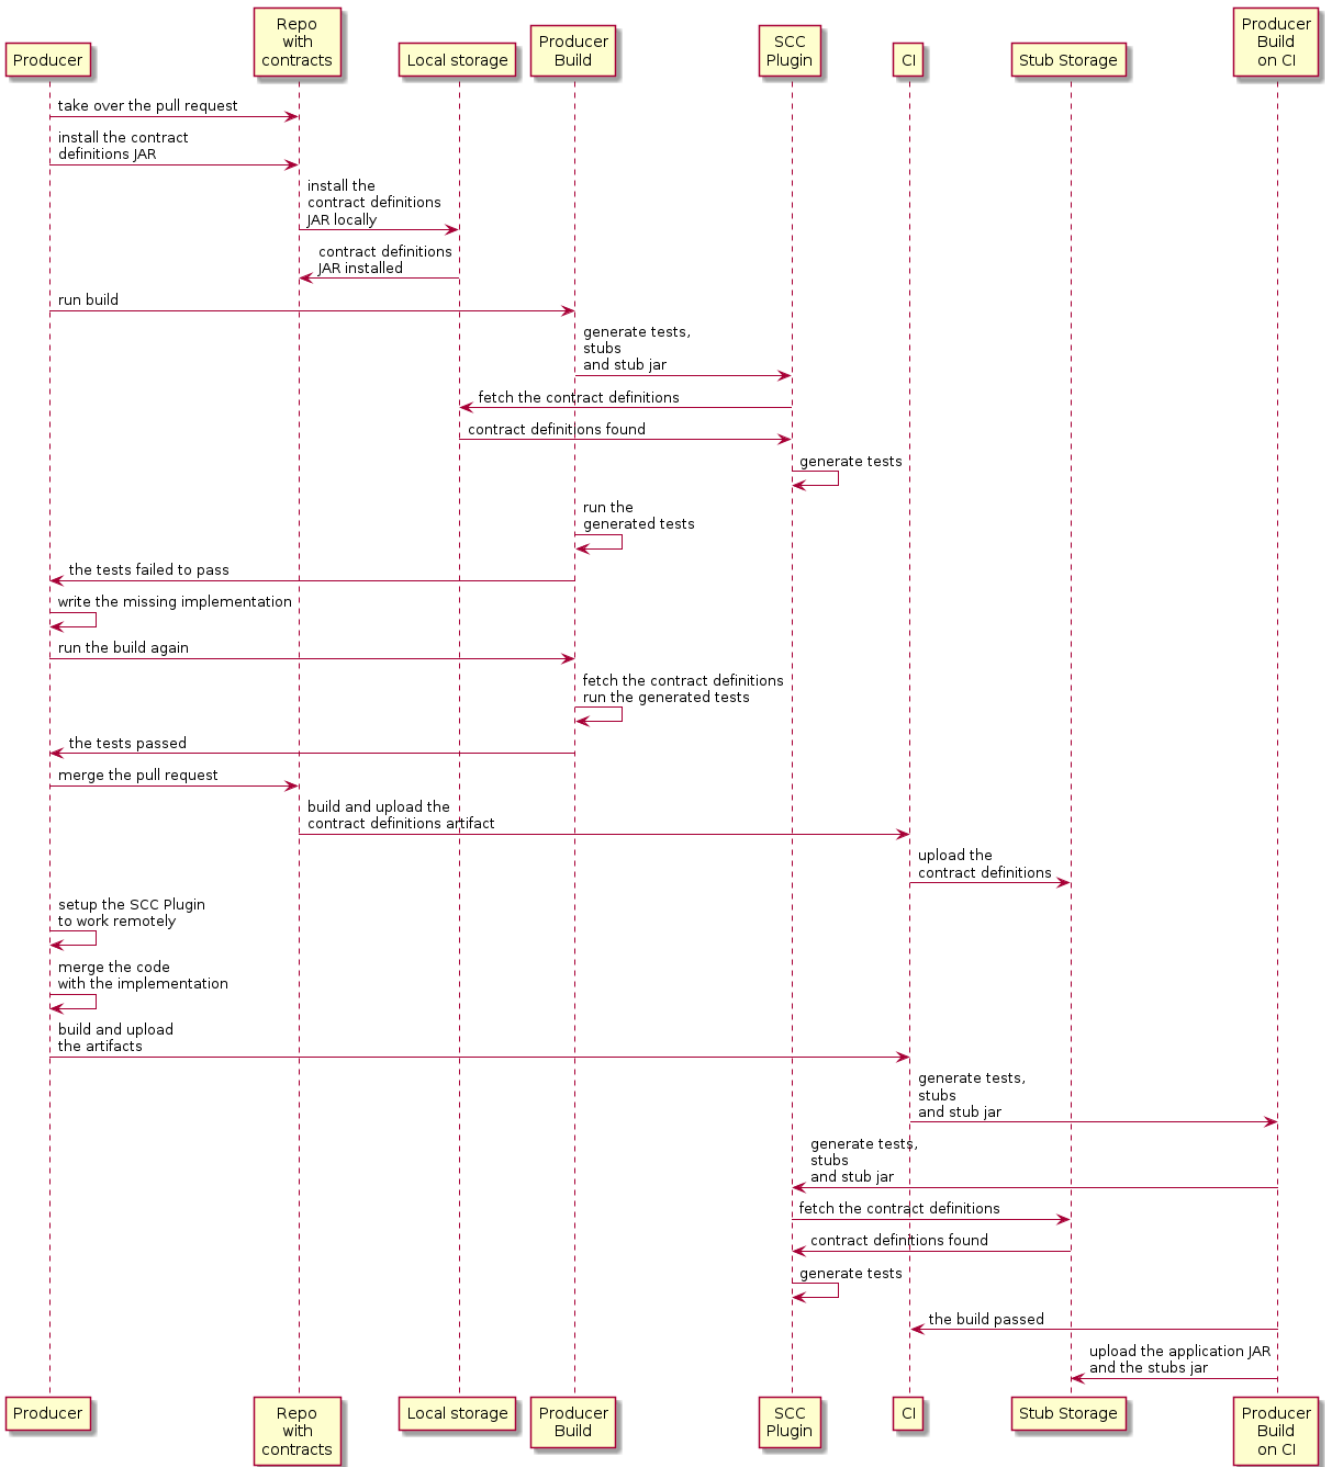 Producer
Repo
with
contracts
Local storage
Producer
Build
SCC
Plugin
CI
Stub Storage
Producer
Build
on CI
take over the pull request
install the contract
definitions JAR
install the
contract definitions
JAR locally
contract definitions
JAR installed
run build
generate tests,
stubs
and stub jar
fetch the contract definitions
contract definitions found
generate tests
run the
generated tests
the tests failed to pass
write the missing implementation
run the build again
fetch the contract definitions
run the generated tests
the tests passed
merge the pull request
build and upload the
contract definitions artifact
upload the
contract definitions
setup the SCC Plugin
to work remotely
merge the code
with the implementation
build and upload
the artifacts
generate tests,
stubs
and stub jar
generate tests,
stubs
and stub jar
fetch the contract definitions
contract definitions found
generate tests
the build passed
upload the application JAR
and the stubs jar
Producer
Repo
with
contracts
Local storage
Producer
Build
SCC
Plugin
CI
Stub Storage
Producer
Build
on CI